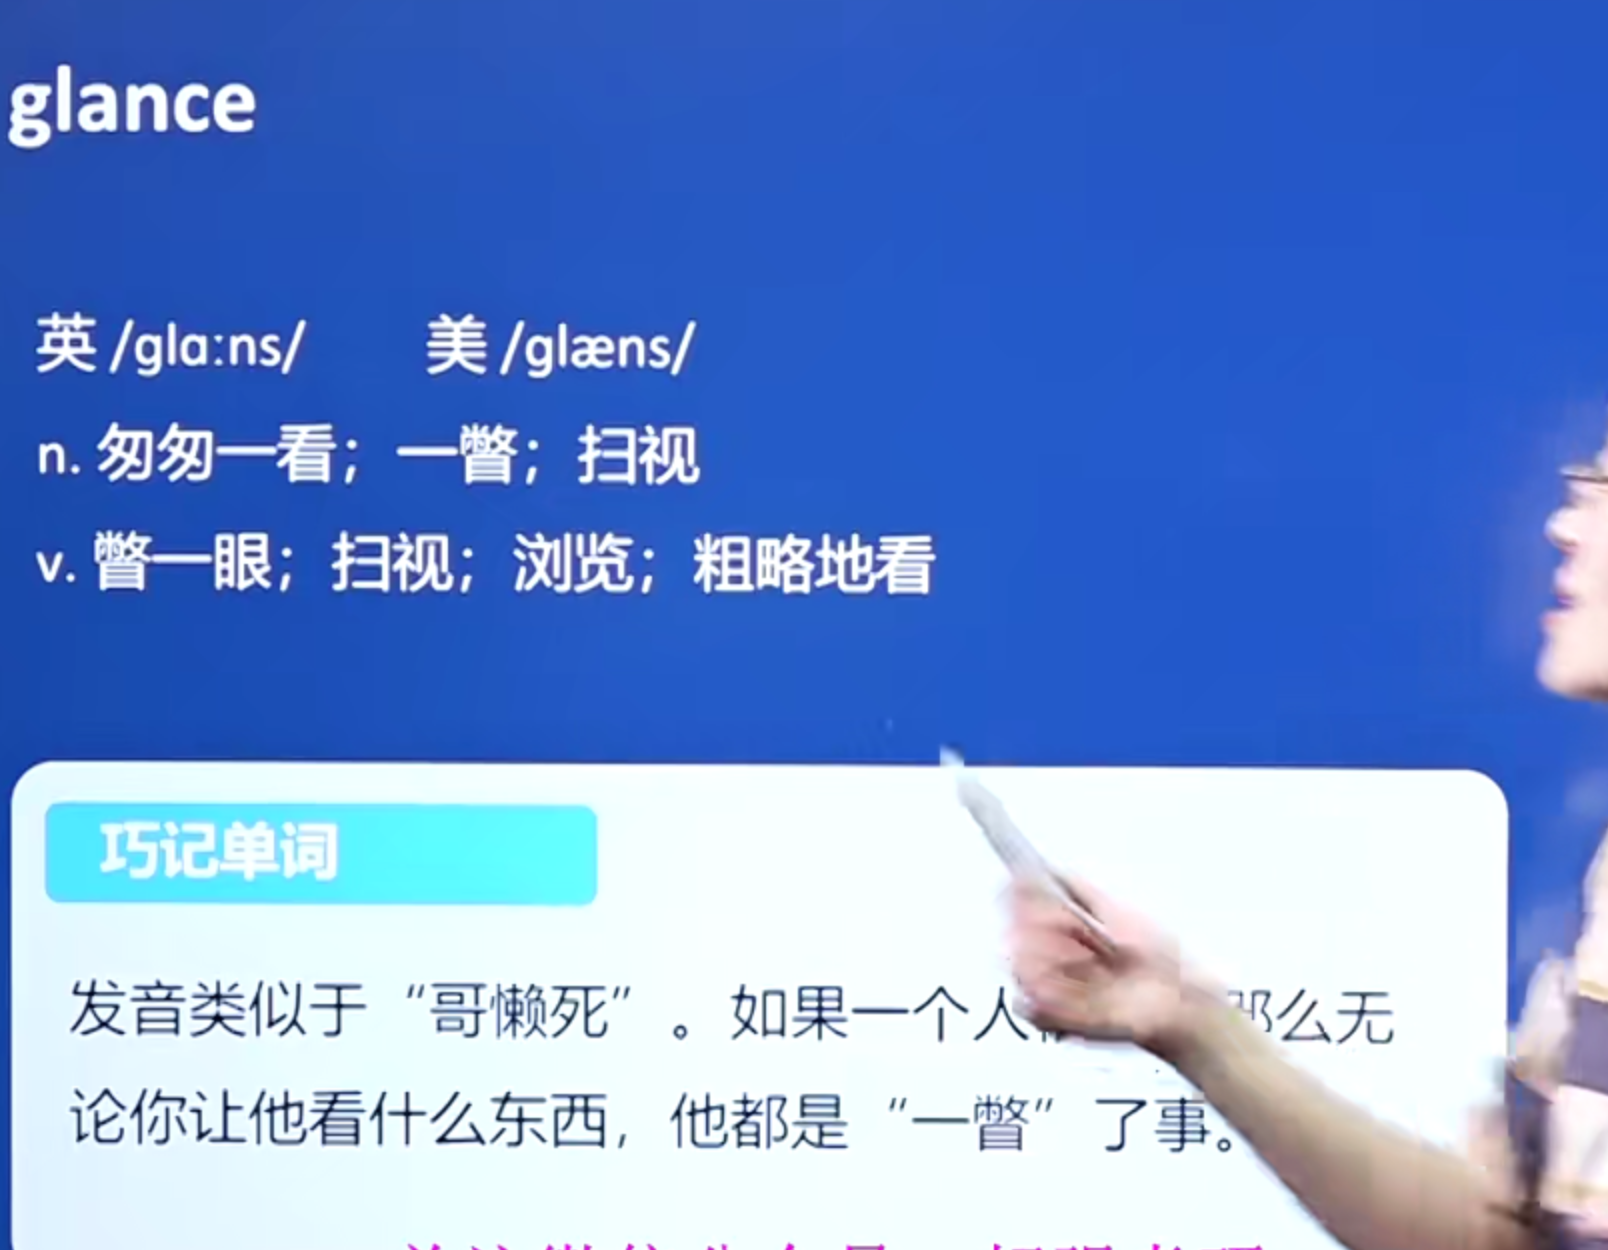 glance
英 /glɑːns/ 美 /glæns/
n. 匆匆一看；一瞥；扫视
v. 瞥一眼；扫视；浏览；粗略地看
巧记单词
发音类似于“哥懒死”。如果一个人 那么无
论你让他看什么东西，他都是“一瞥”了事。